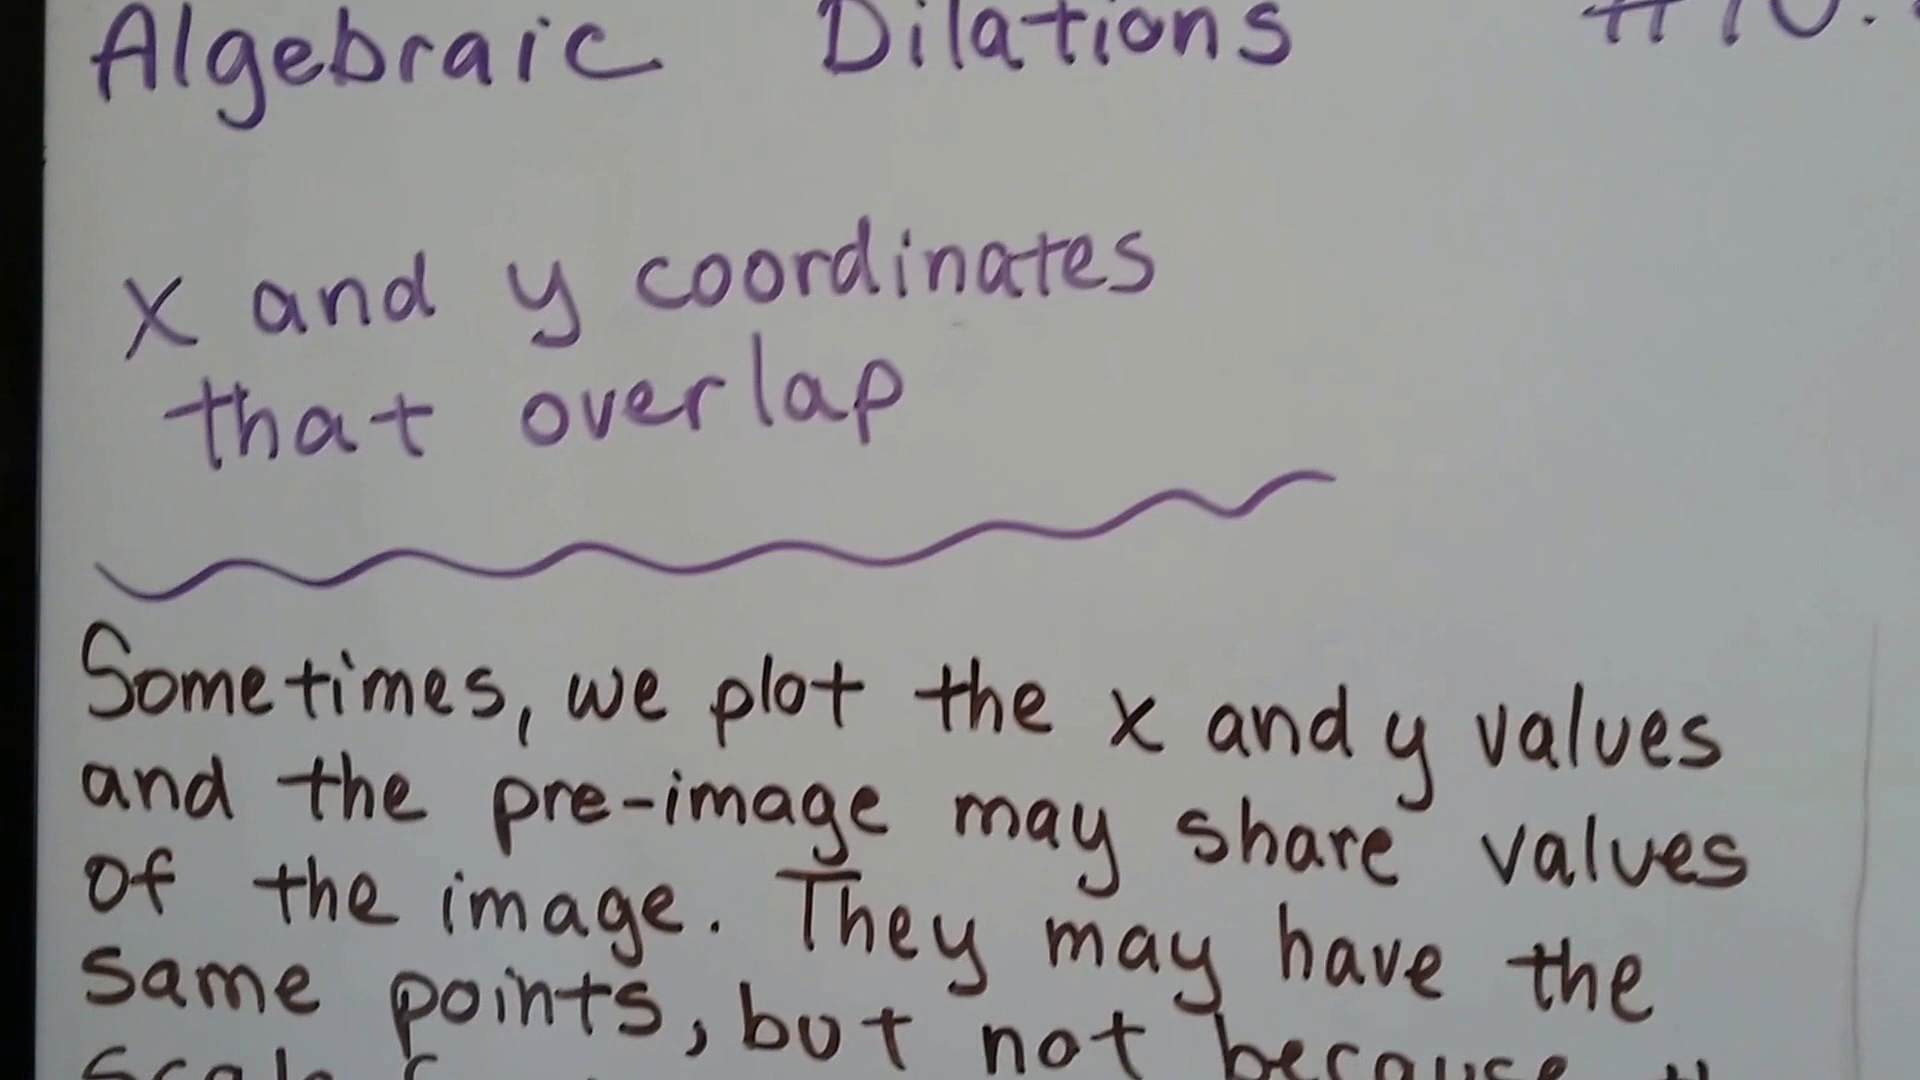 Algebraic Dilations
x and y coordinates
that overlap
Sometimes, we plot the x and y values
and the pre-image may share values
of the image. They may have the
same points, but not because